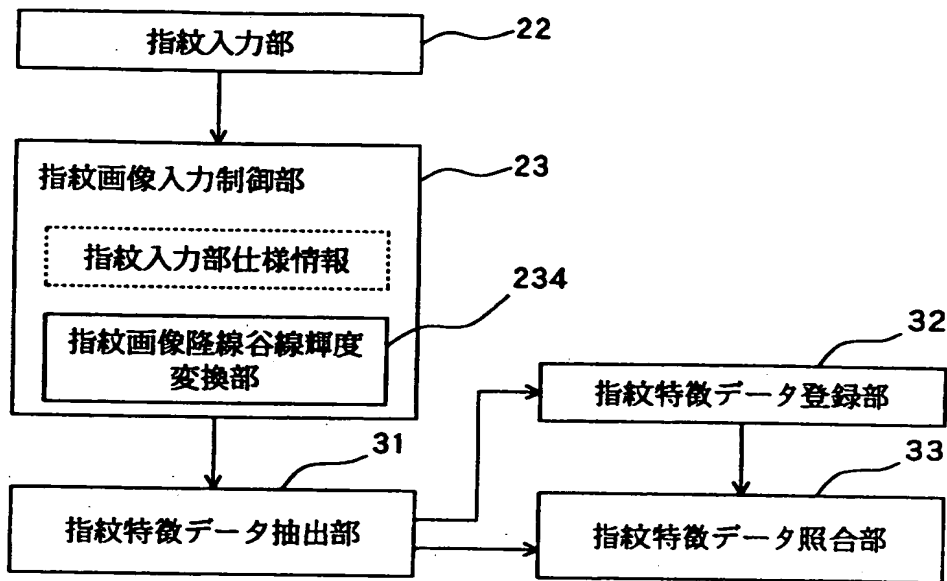 指紋入力部
22
指紋画像入力制御部
23
指紋入力部仕様情報
234
指紋画像隆線谷線輝度
変換部
32
指紋特徴データ登録部
31
33
指紋特徴データ抽出部
指紋特徴データ照合部